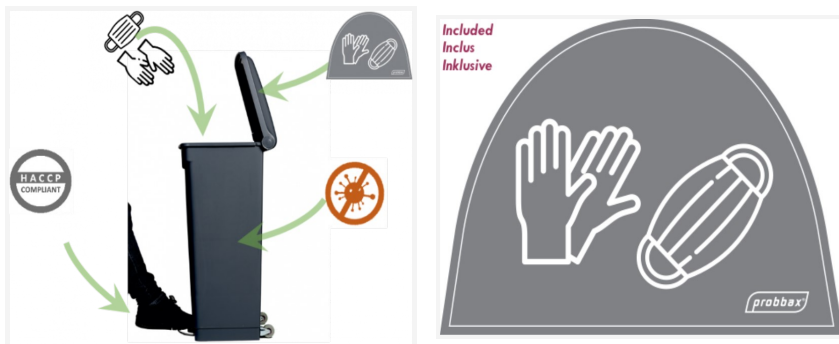 HACCP
COMPLIANT
Included
Inclus
Inklusive
probbax®